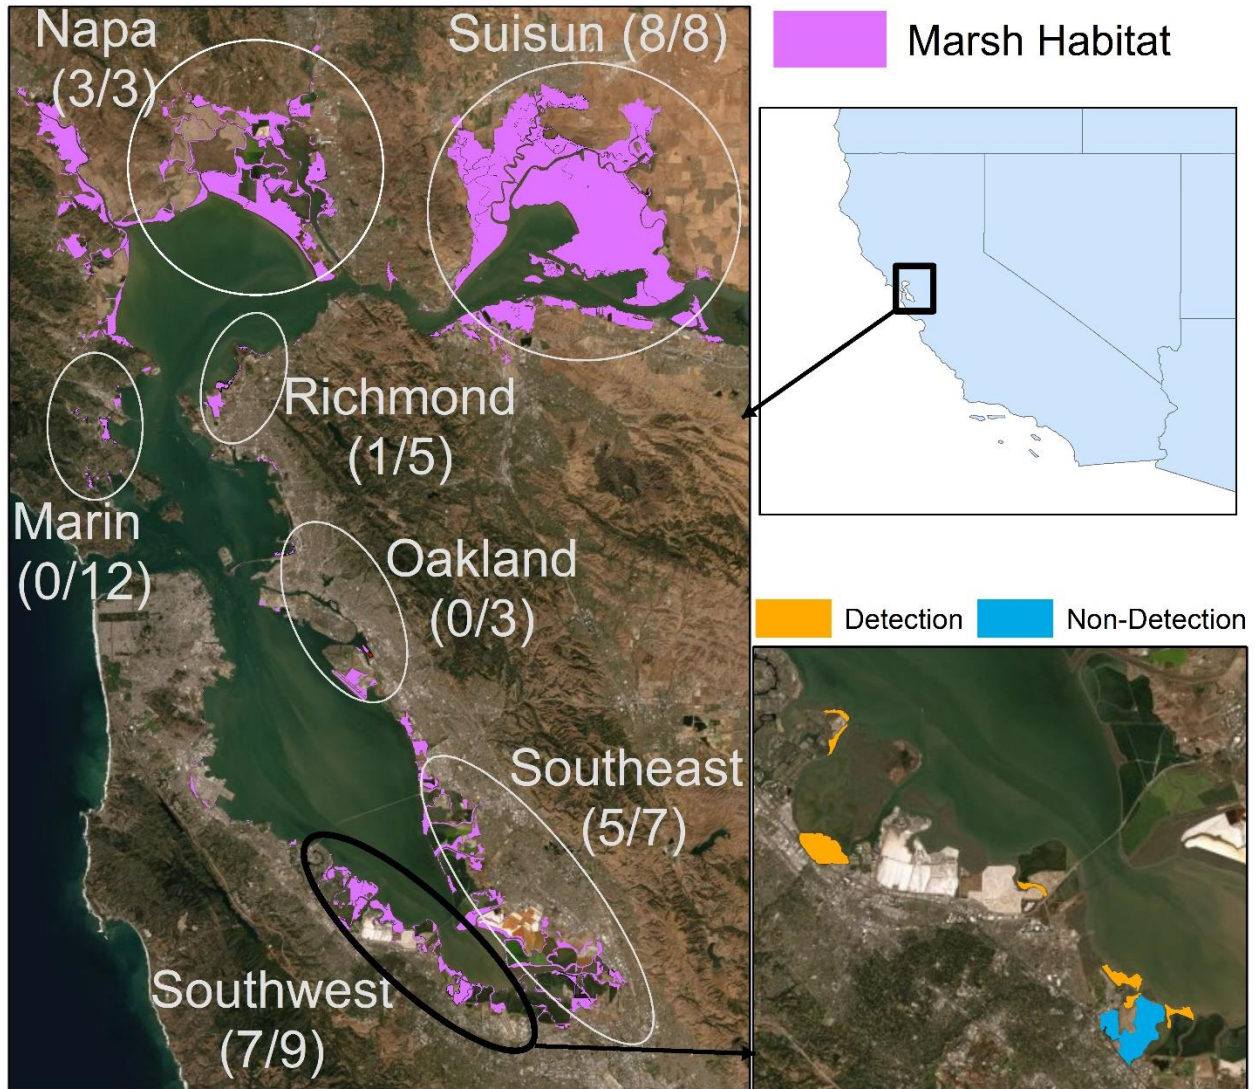 Napa
(3/3)
Suisun (8/8)
Marsh Habitat
Richmond
(1/5)
Marin
(0/12)
Oakland
(0/3)
Detection
Non-Detection
Southeast
(5/7)
Southwest
(7/9)